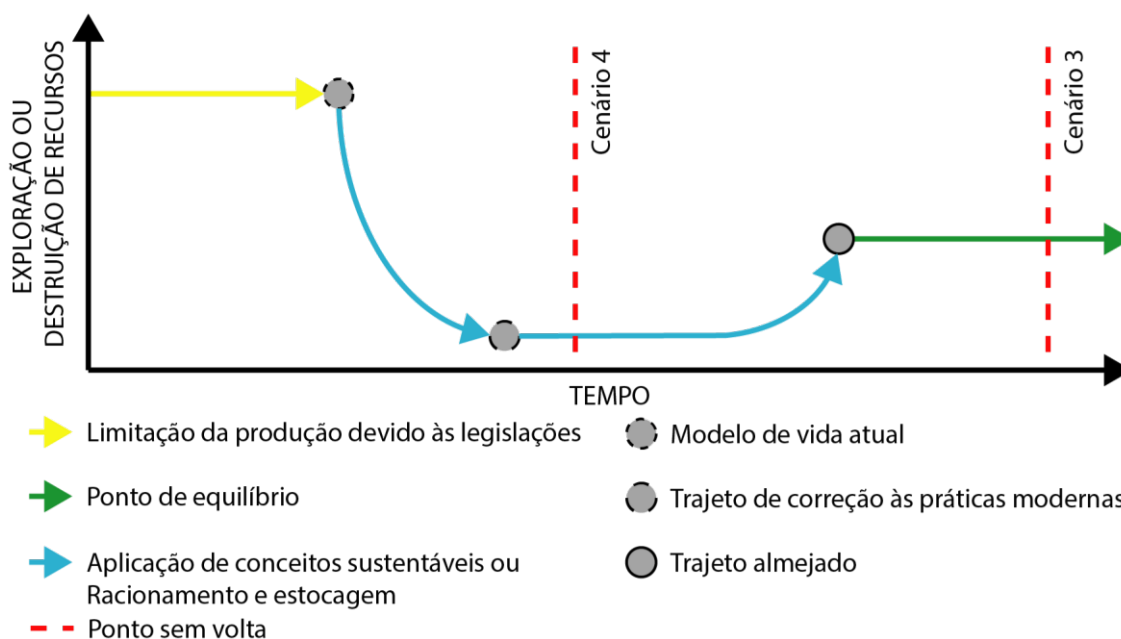 EXPLORAÇÃO OU
DESTRUIÇÃO DE RECURSOS
Cenário 4
Cenário 3
TEMPO
Limitação da produção devido às legislações
Ponto de equilíbrio
Aplicação de conceitos sustentáveis ou
Racionamento e estocagem
Ponto sem volta
Modelo de vida atual
Trajeto de correção às práticas modernas
Trajeto almejado